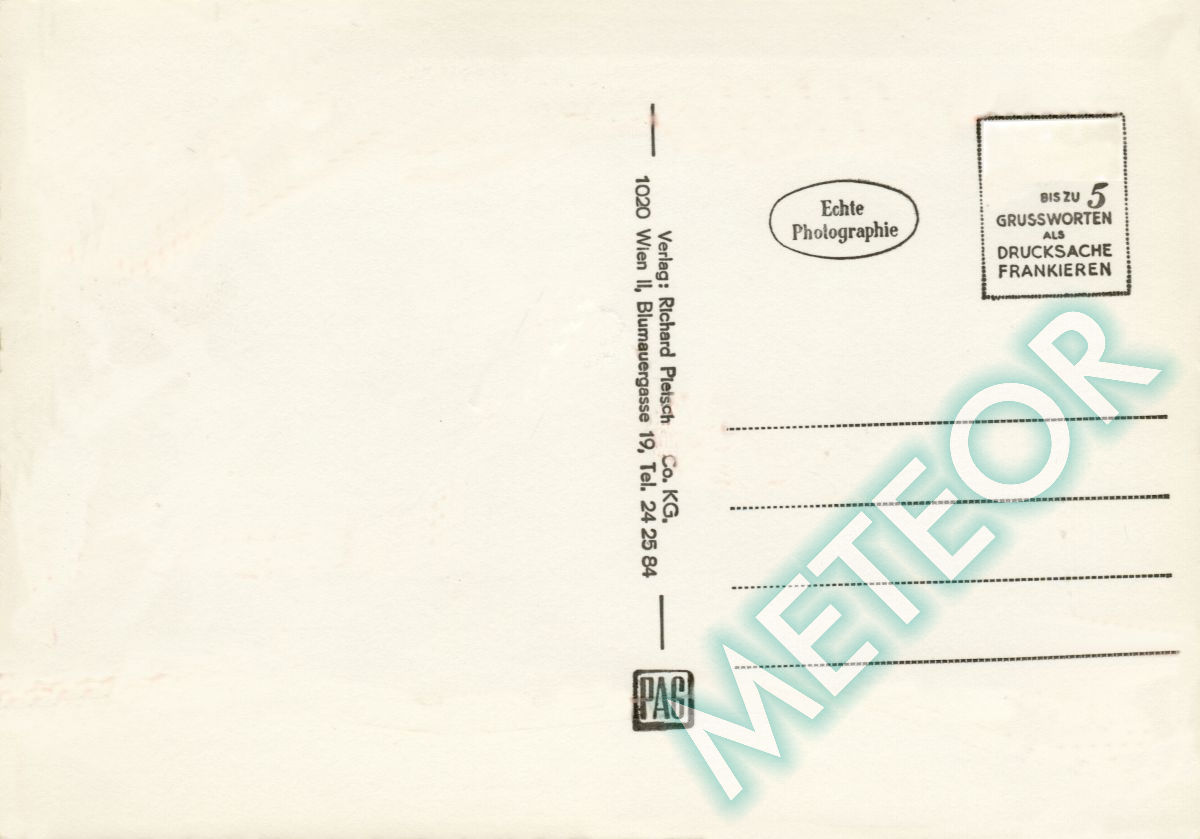 Verlag: Richard Pietsch Co. KG.
1020 Wien II, Blumauergasse 19, Tel. 24 25 84
Echte
Photographie
BIS ZU 5
GRUSSWORTEN
ALS
DRUCKSACHE
FRANKIEREN
PAG
METEOR